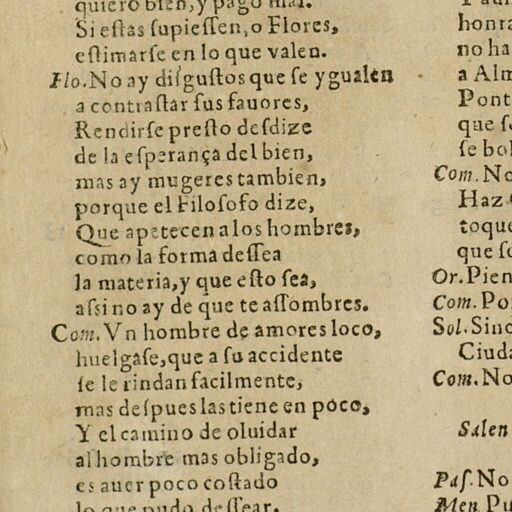 quiero bien, y pago mal.
Si eſtas ſupieſſen, o Flores,
eſtimarſe en lo que valen.
Flo. No ay diſguſtos que ſe ygualen
a contraſtar ſus fauores,
Rendirſe preſto deſdize
de la eſperança del bien,
mas ay mugeres tambien,
porque el Filoſofo dize,
Que apetecen a los hombres,
como la forma deſſea
la materia, y que eſto ſea,
aſsi no ay de que te aſſombres.
Com. Vn hombre de amores loco,
huelgaſe, que a ſu accidente
ſe le rindan facilmente,
mas deſpues las tiene en poco,
Y el camino de oluidar
al hombre mas obligado,
es auer poco coſtado
lo que pudo deſſear.
honra
no ha
a Alm
Pont
que ſe
ſe bol
Com. No
Haz
toque
que ſe
Or. Pien
Com. Po
Sol. Sino
Ciuda
Com. No
Salen
Paſ. No
Men. Pu